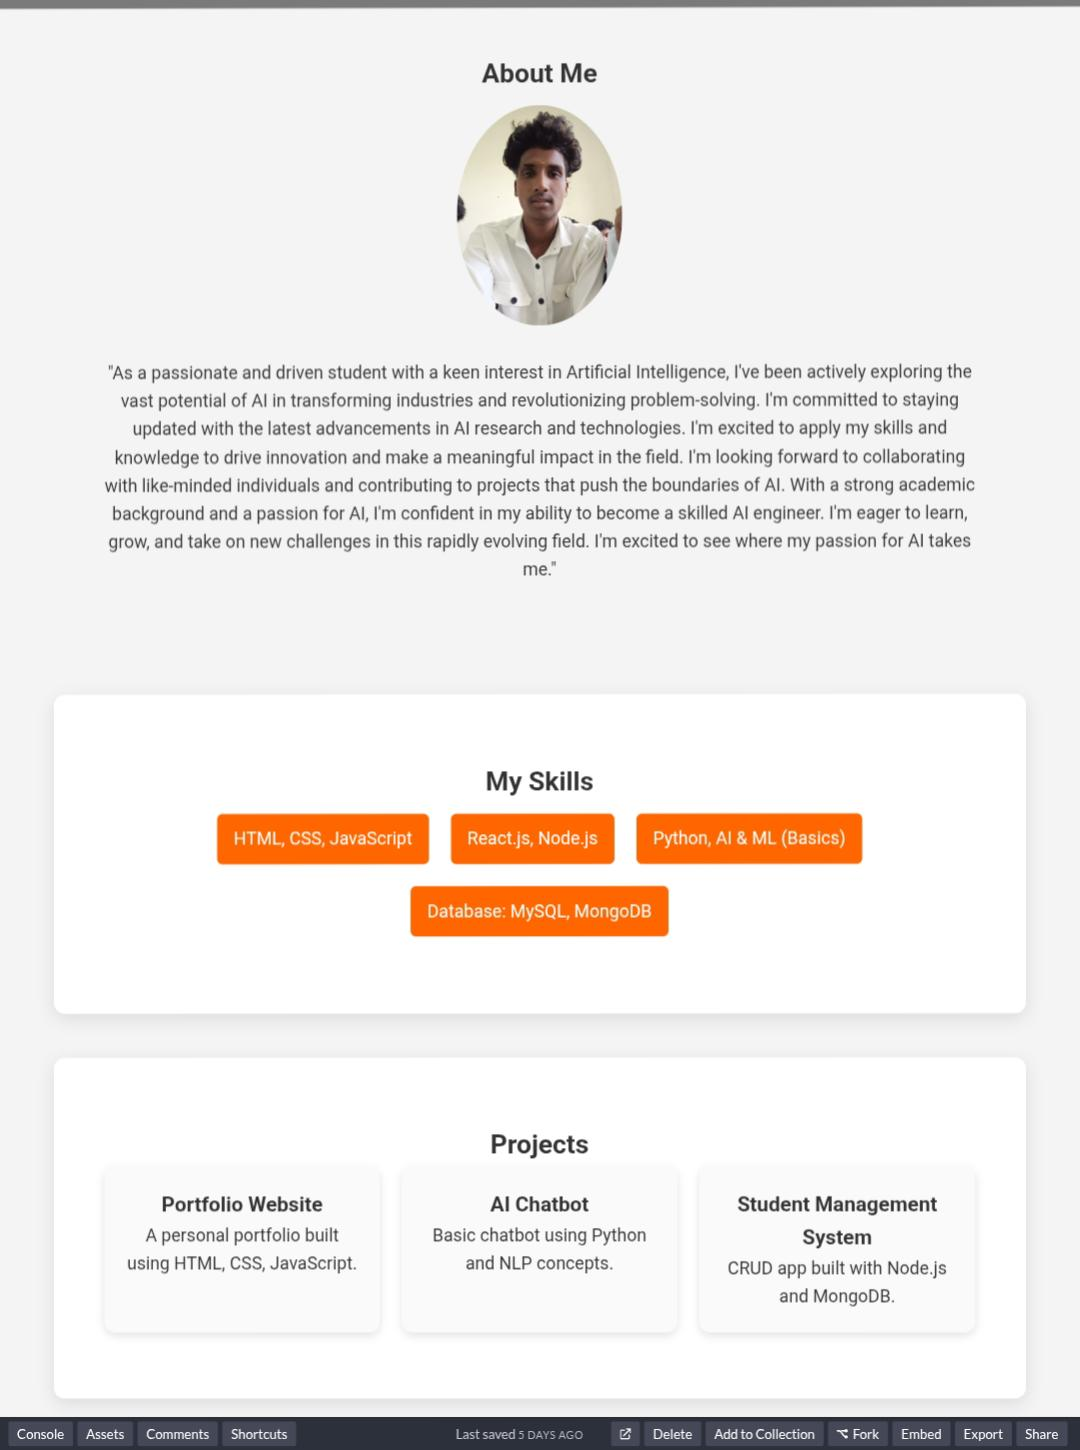 About Me
"As a passionate and driven student with a keen interest in Artificial Intelligence, I've been actively exploring the
vast potential of AI in transforming industries and revolutionizing problem-solving. I'm committed to staying
updated with the latest advancements in AI research and technologies. I'm excited to apply my skills and
knowledge to drive innovation and make a meaningful impact in the field. I'm looking forward to collaborating
with like-minded individuals and contributing to projects that push the boundaries of AI. With a strong academic
background and a passion for AI, I'm confident in my ability to become a skilled AI engineer. I'm eager to learn,
grow, and take on new challenges in this rapidly evolving field. I'm excited to see where my passion for AI takes
me."
My Skills
HTML, CSS, JavaScript
React.js, Node.js
Python, AI & ML (Basics)
Database: MySQL, MongoDB
Projects
Portfolio Website
A personal portfolio built
using HTML, CSS, JavaScript.
AI Chatbot
Basic chatbot using Python
and NLP concepts.
Student Management
System
CRUD app built with Node.js
and MongoDB.
Console Assets Comments Shortcuts Last saved 5 DAYS AGO Delete Add to Collection Fork Embed Export Share